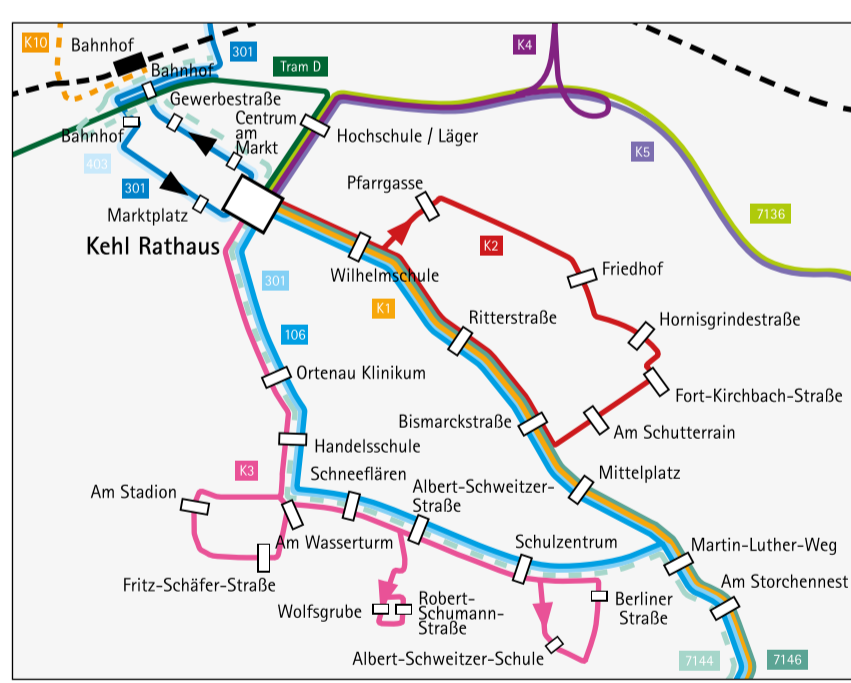 K10
Bahnhof
301
K4
Bahnhof
Tram D
Gewerbestraße
Centrum
am
Markt
Bahnhof
Hochschule / Läger
403
K5
301
Pfarrgasse
Marktplatz
7136
Kehl Rathaus
K2
Wilhelmschule
Friedhof
301
K1
Ritterstraße
Hornisgrindestraße
106
Ortenau Klinikum
Fort-Kirchbach-Straße
Bismarckstraße
Am Schutterrain
Handelsschule
K3
Schneeflären
Mittelplatz
Am Stadion
Albert-Schweitzer-
Straße
Am Wasserturm
Schulzentrum
Martin-Luther-Weg
Fritz-Schäfer-Straße
Am Storchennest
Wolfsgrube
Robert-
Schumann-
Straße
Berliner
Straße
Albert-Schweitzer-Schule
7144
7146